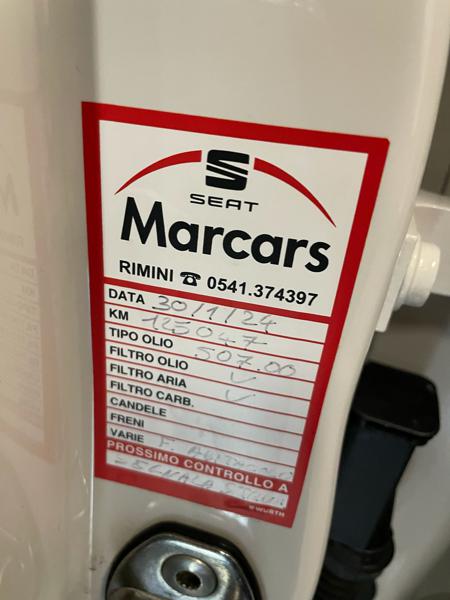 SEAT
Marcars
RIMINI ☎ 0541.374397
DATA 30/1/24
KM 125047
TIPO OLIO 507.00
FILTRO OLIO ✓
FILTRO ARIA ✓
FILTRO CARB.
CANDELE
FRENI
VARIE F.
PROSSIMO CONTROLLO A
WÜRTH